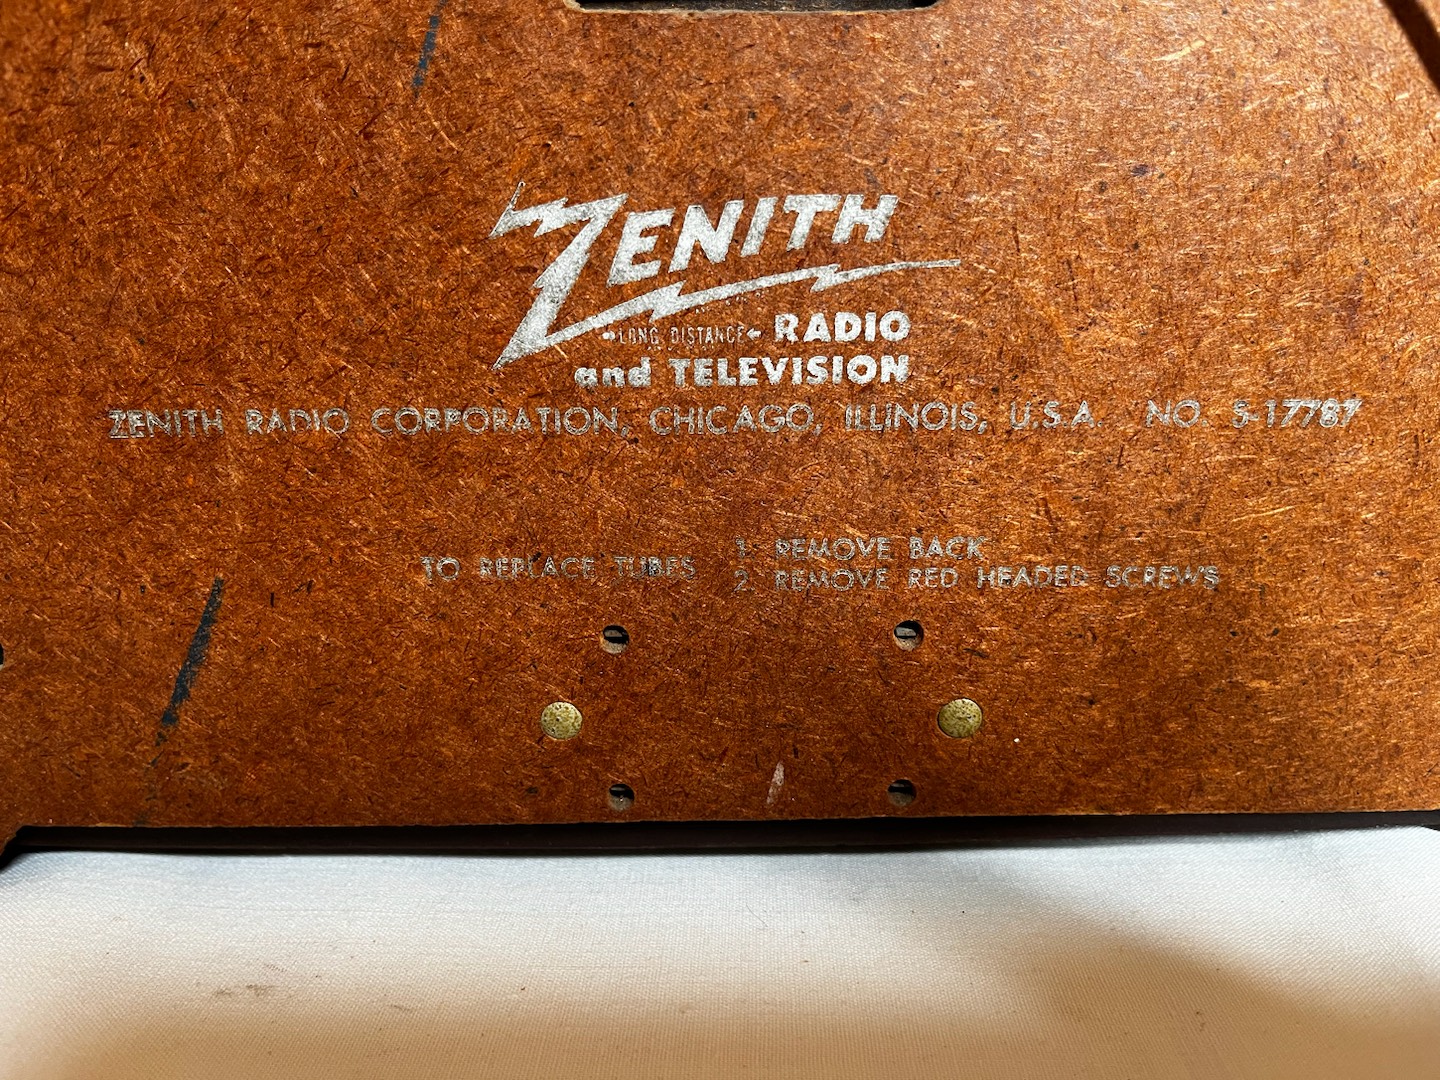 ZENITH
LONG DISTANCE RADIO
and TELEVISION
ZENITH RADIO CORPORATION, CHICAGO, ILLINOIS, U.S.A. NO. S-17787
TO REPLACE TUBES
1. REMOVE BACK
2. REMOVE RED HEADED SCREWS